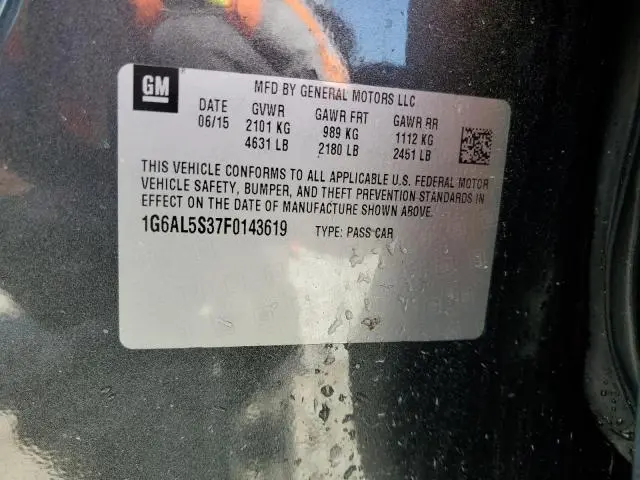 GM
MFD BY GENERAL MOTORS LLC
DATE GVWR GAWR FRT GAWR RR
06/15 2101 KG 989 KG 1112 KG
4631 LB 2180 LB 2451 LB
THIS VEHICLE CONFORMS TO ALL APPLICABLE U.S. FEDERAL MOTOR
VEHICLE SAFETY, BUMPER, AND THEFT PREVENTION STANDARDS IN
EFFECT ON THE DATE OF MANUFACTURE SHOWN ABOVE.
1G6AL5S37F0143619 TYPE: PASS CAR